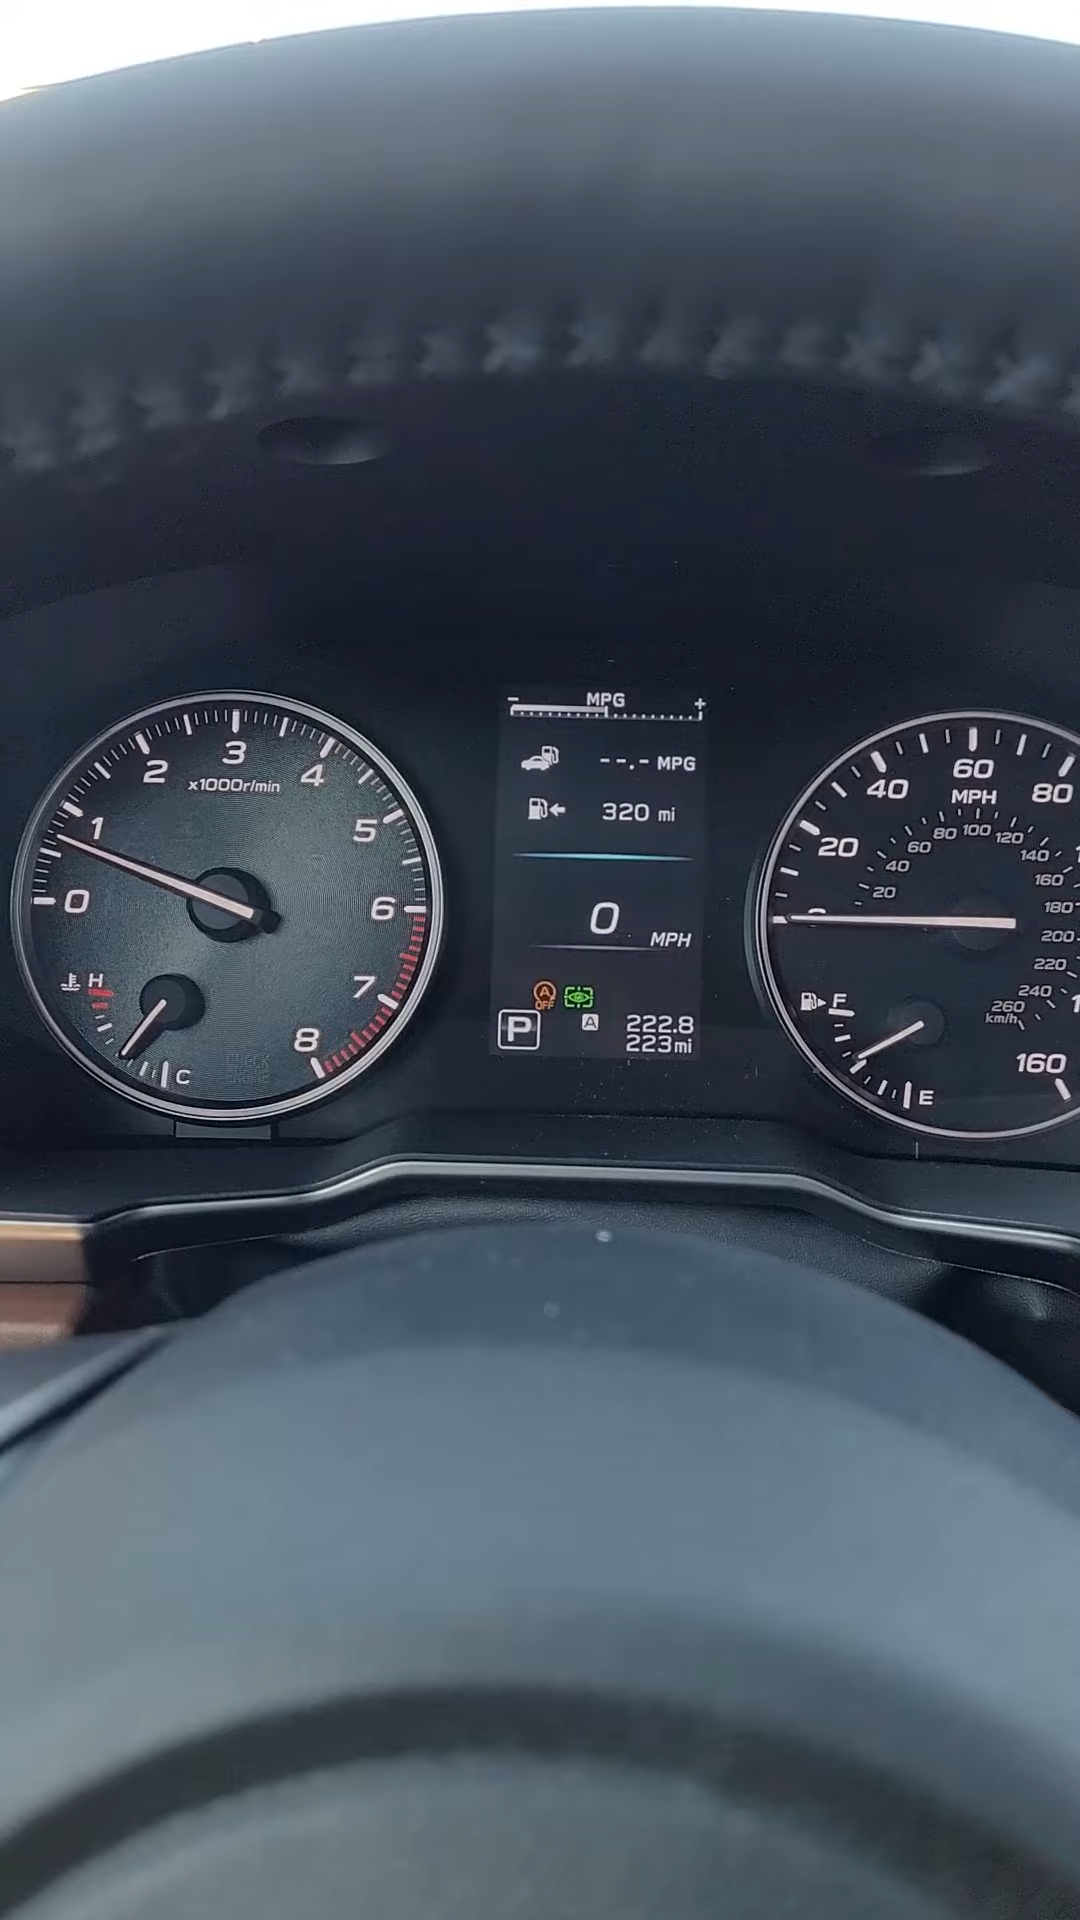 0
1
2
3
4
5
6
7
8
x1000r/min
H
C
CHECK
ENGINE
− MPG +
--.- MPG
320 mi
0 MPH
A
OFF
P
A
222.8
223mi
20
40
60
80
MPH
160
20
40
60
80
100
120
140
160
180
200
220
240
260
km/h
F
E